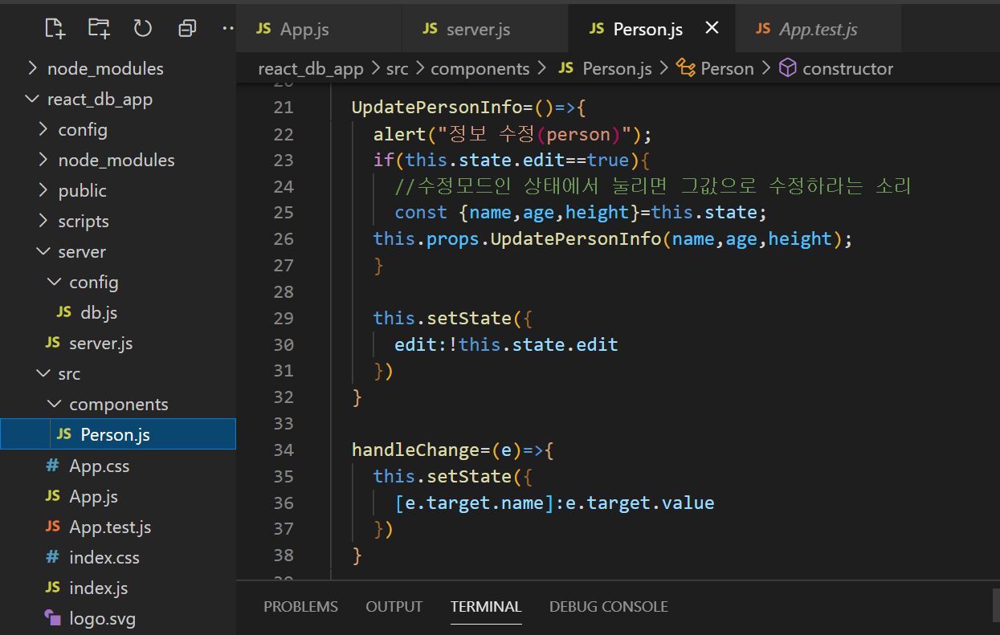 JS App.js
JS server.js
JS Person.js
JS App.test.js
react_db_app > src > components > JS Person.js > Person > constructor
node_modules
react_db_app
config
node_modules
public
scripts
server
config
JS db.js
JS server.js
src
components
JS Person.js
# App.css
JS App.js
JS App.test.js
# index.css
JS index.js
logo.svg
21 UpdatePersonInfo=()=>{
22 alert("정보 수정(person)");
23 if(this.state.edit==true){
24 //수정모드인 상태에서 눌리면 그값으로 수정하라는 소리
25 const {name,age,height}=this.state;
26 this.props.UpdatePersonInfo(name,age,height);
27 }
28
29 this.setState({
30 edit:!this.state.edit
31 })
32 }
33
34 handleChange=(e)=>{
35 this.setState({
36 [e.target.name]:e.target.value
37 })
38 }
PROBLEMS OUTPUT TERMINAL DEBUG CONSOLE